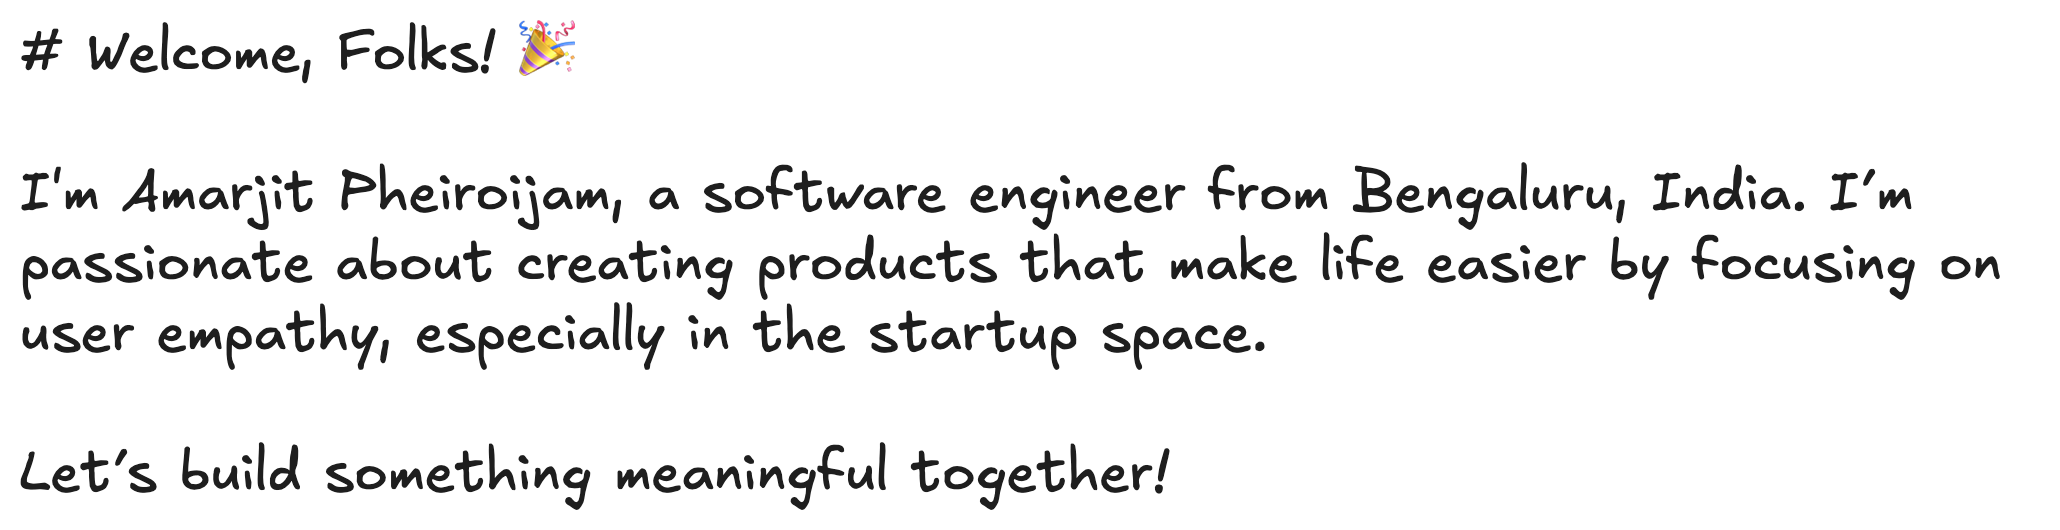 # Welcome, Folks! 🎉
I'm Amarjit Pheiroijam, a software engineer from Bengaluru, India. I'm
passionate about creating products that make life easier by focusing on
user empathy, especially in the startup space.
Let's build something meaningful together!